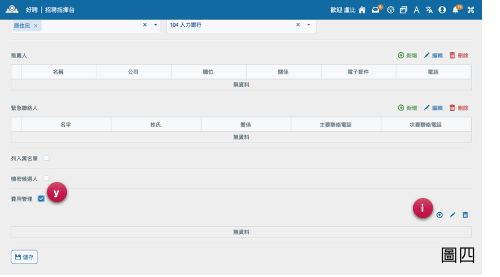 好聘｜招聘指揮台
歡迎 盧比
原住民 ×
104 人力銀行
推薦人
新增 編輯 刪除
名稱 公司 職位 關係 電子郵件 電話
無資料
緊急聯絡人
新增 編輯 刪除
名字 姓氏 關係 主要聯絡電話 次要聯絡電話
無資料
列入黑名單
機密候選人
費用管理
y
i
無資料
儲存
圖四